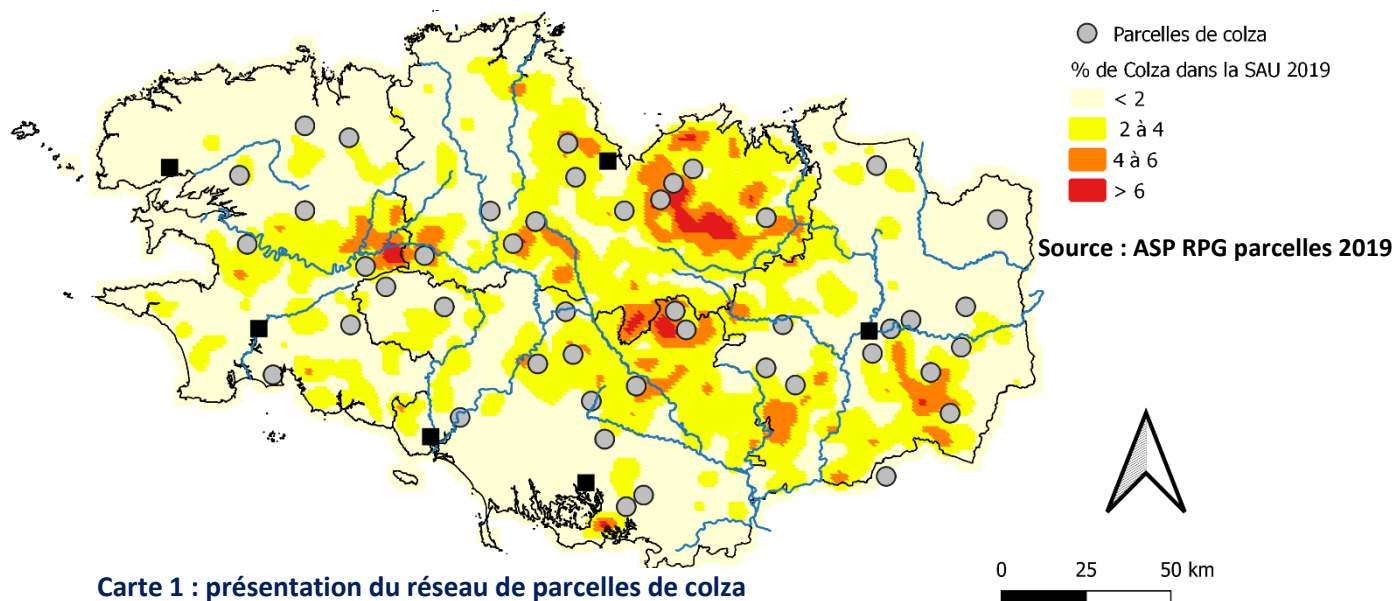 Parcelles de colza
% de Colza dans la SAU 2019
< 2
2 à 4
4 à 6
> 6
Source : ASP RPG parcelles 2019
Carte 1 : présentation du réseau de parcelles de colza
0 25 50 km